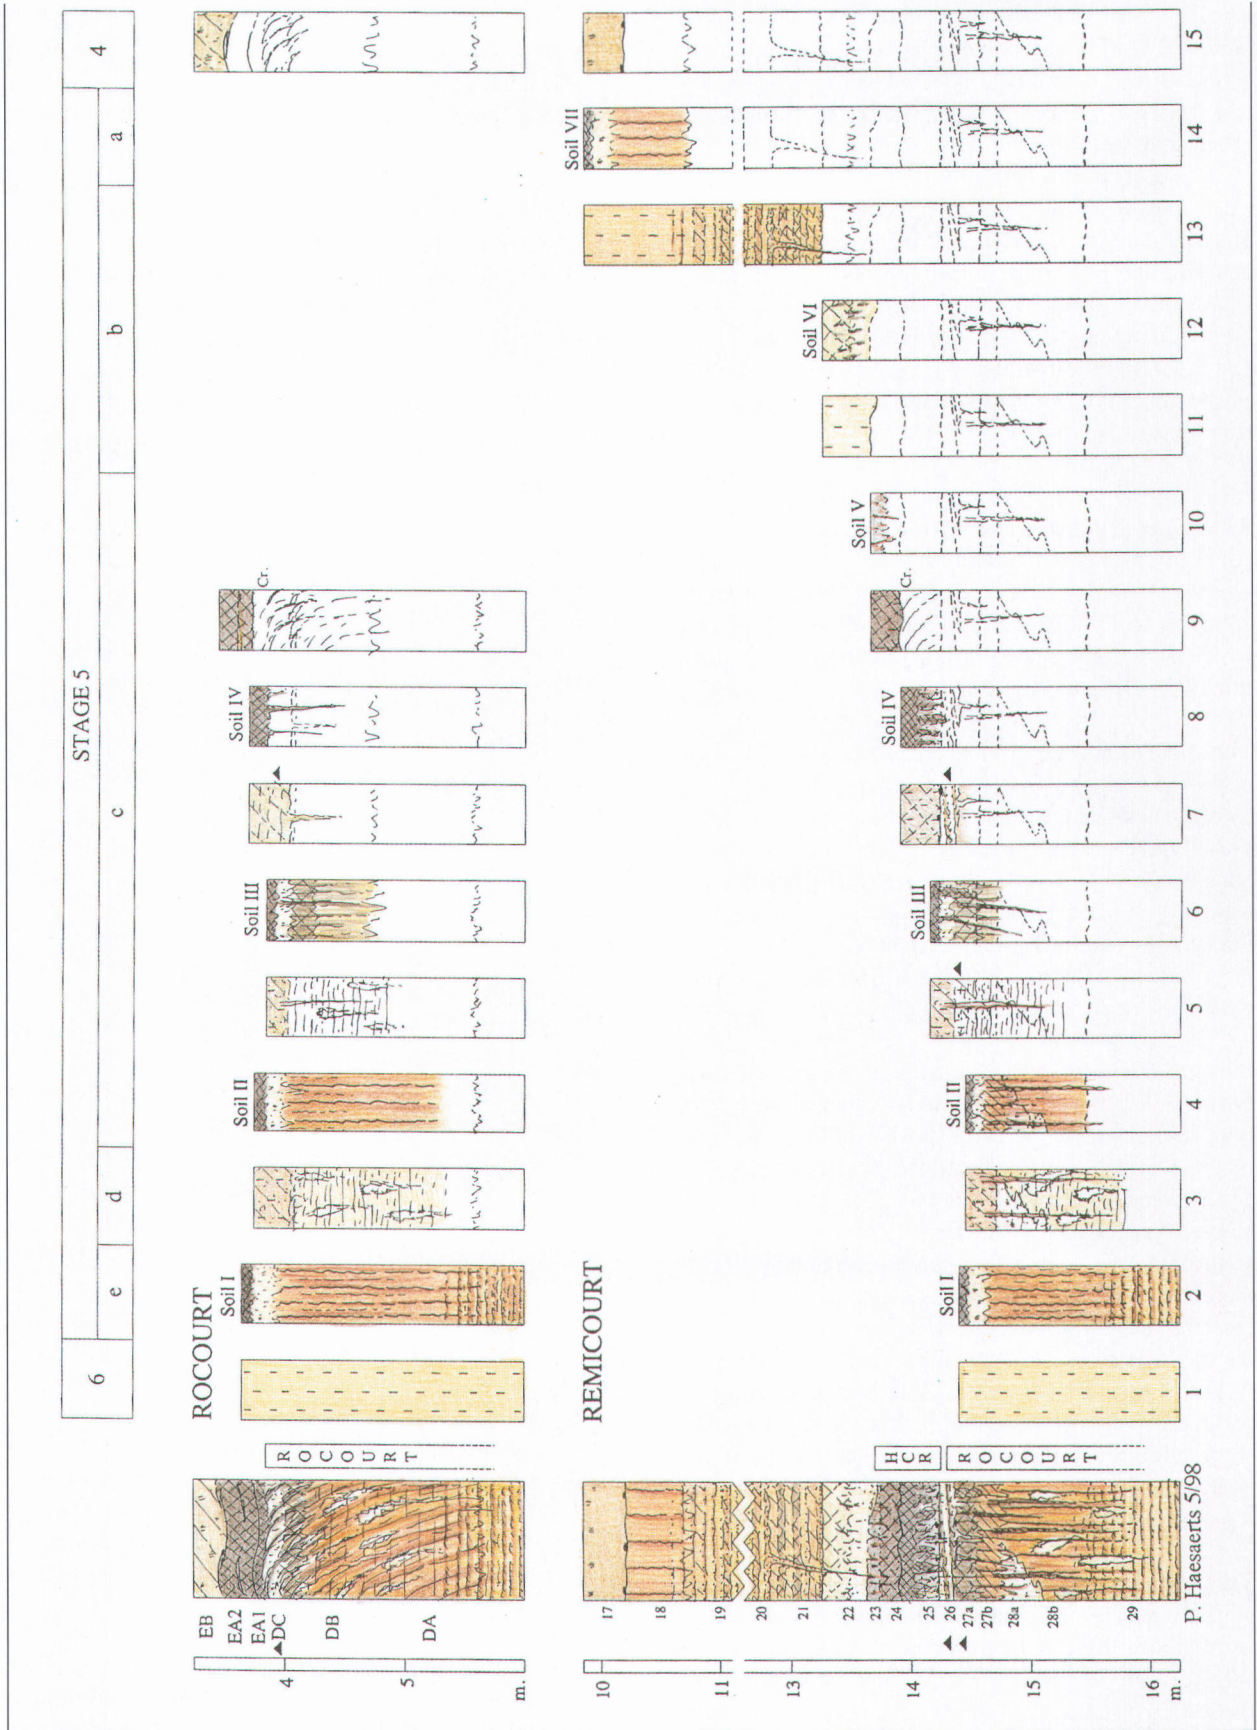 6
STAGE 5
4
e
d
c
b
a
ROCOURT
Soil I
Soil II
Soil III
Soil IV
Cr.
EB
EA2
EA1
DC
DB
DA
ROCOURT
4
5
m.
REMICOURT
Soil I
Soil II
Soil III
Soil IV
Cr.
Soil V
Soil VI
Soil VII
17
18
19
20
21
22
23
24
25
26
27a
27b
28a
28b
29
HCR
ROCOURT
10
11
13
14
15
16
m.
P. Haesaerts 5/98
1
2
3
4
5
6
7
8
9
10
11
12
13
14
15